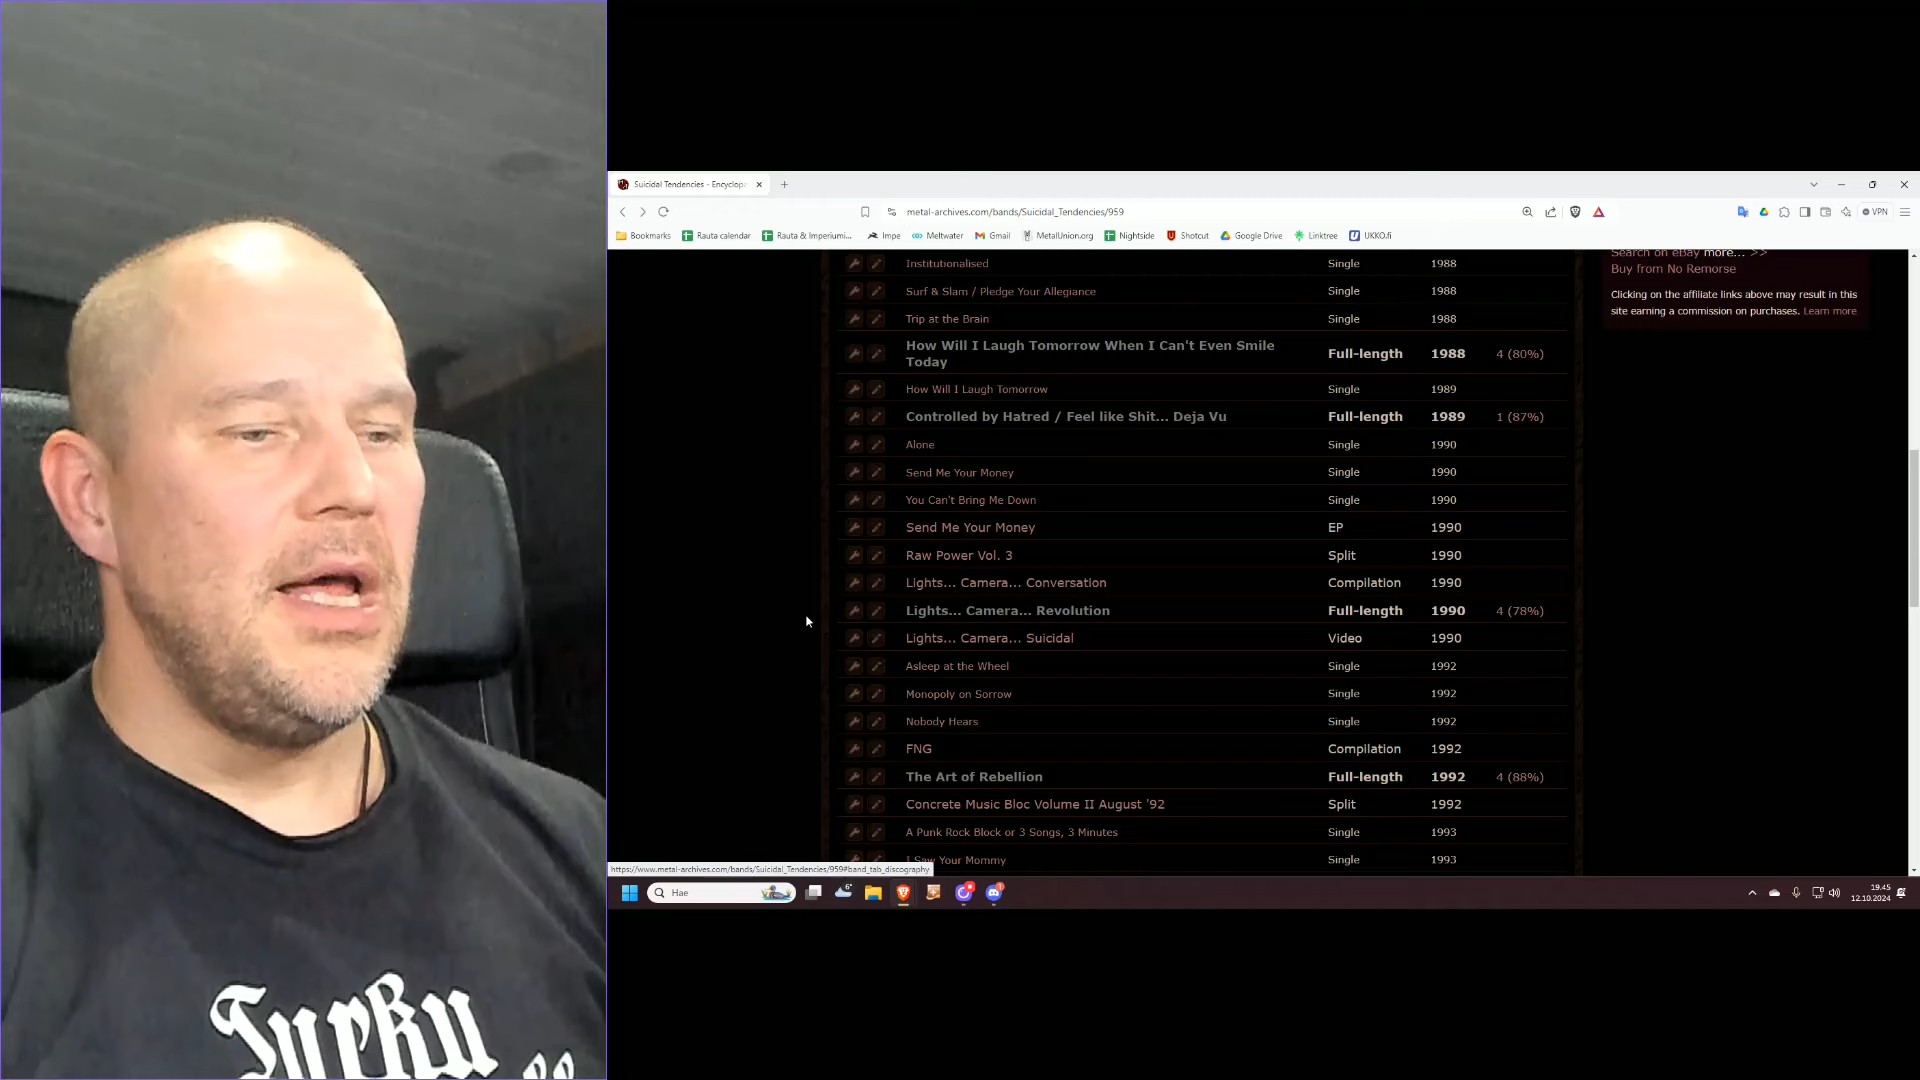 Suicidal Tendencies - Encyclopa
metal-archives.com/bands/Suicidal_Tendencies/959
VPN
Bookmarks Rauta calendar Rauta & Imperiumi... Impe Meltwater Gmail MetalUnion.org Nightside Shotcut Google Drive Linktree UKKO.fi
Search on eBay more... >>
Buy from No Remorse
Clicking on the affiliate links above may result in this
site earning a commission on purchases. Learn more
Institutionalised Single 1988
Surf & Slam / Pledge Your Allegiance Single 1988
Trip at the Brain Single 1988
How Will I Laugh Tomorrow When I Can't Even Smile
Today Full-length 1988 4 (80%)
How Will I Laugh Tomorrow Single 1989
Controlled by Hatred / Feel like Shit... Deja Vu Full-length 1989 1 (87%)
Alone Single 1990
Send Me Your Money Single 1990
You Can't Bring Me Down Single 1990
Send Me Your Money EP 1990
Raw Power Vol. 3 Split 1990
Lights... Camera... Conversation Compilation 1990
Lights... Camera... Revolution Full-length 1990 4 (78%)
Lights... Camera... Suicidal Video 1990
Asleep at the Wheel Single 1992
Monopoly on Sorrow Single 1992
Nobody Hears Single 1992
FNG Compilation 1992
The Art of Rebellion Full-length 1992 4 (88%)
Concrete Music Bloc Volume II August '92 Split 1992
A Punk Rock Block or 3 Songs, 3 Minutes Single 1993
I Saw Your Mommy Single 1993
https://www.metal-archives.com/bands/Suicidal_Tendencies/959#band_tab_discography
Hae
6°
1
19.45
12.10.2024
Turku